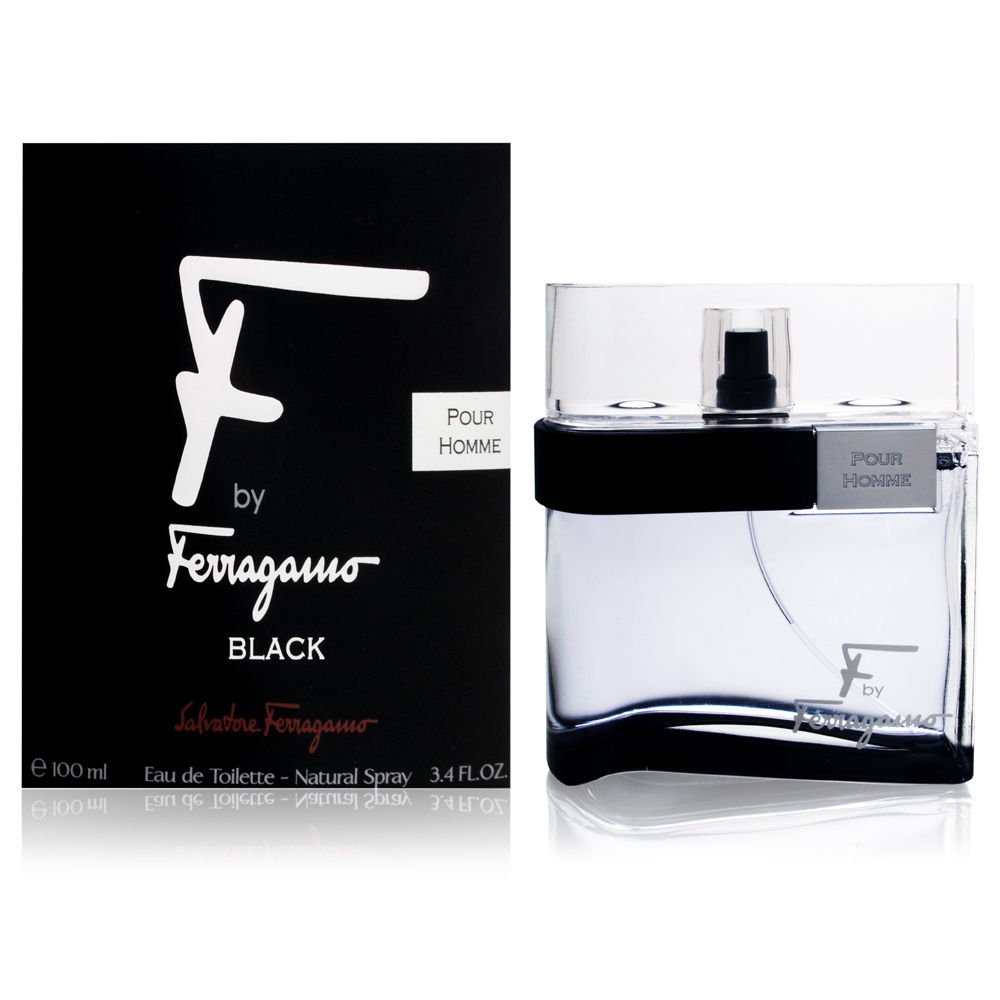 F
by
Ferragamo
BLACK
POUR
HOMME
Salvatore Ferragamo
e 100 ml Eau de Toilette - Natural Spray 3.4 FL.OZ.
POUR
HOMME
F
by
Ferragamo